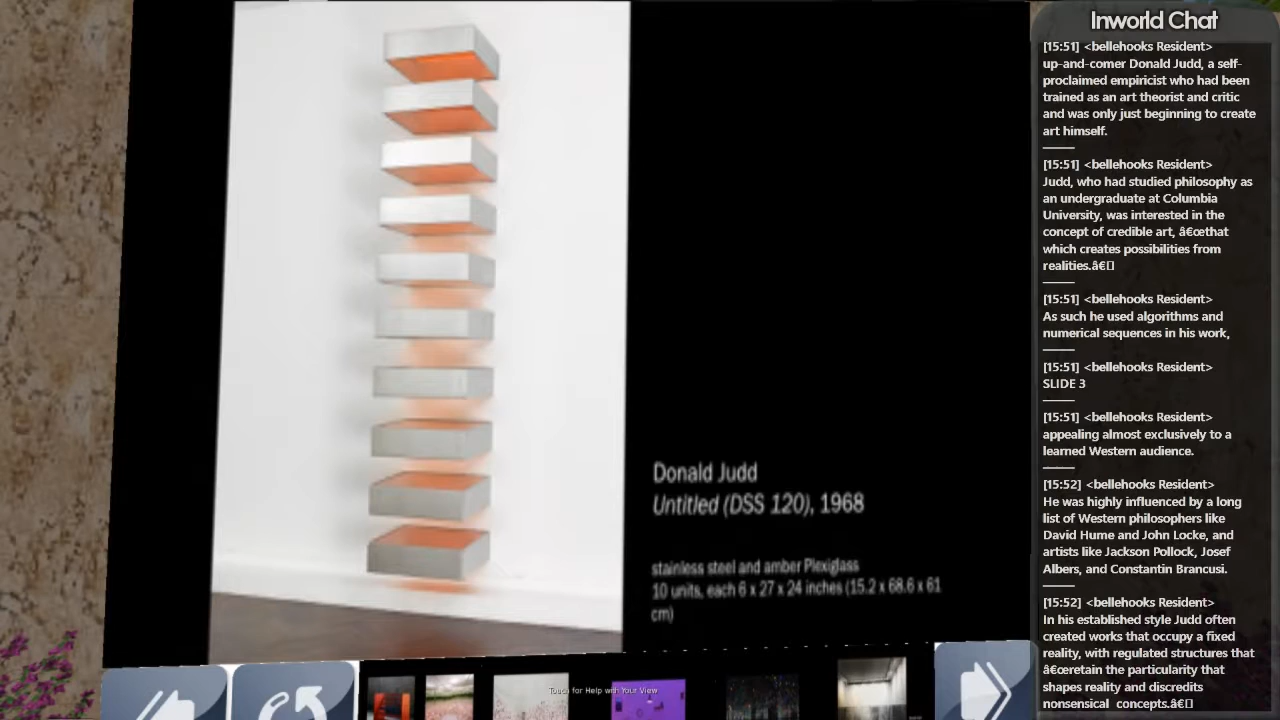 Donald Judd
Untitled (DSS 120), 1968
stainless steel and amber Plexiglass
10 units, each 6 x 27 x 24 inches (15.2 x 68.6 x 61
cm)
Touch for Help with Your View
Inworld Chat
[15:51] <bellehooks Resident>
up-and-comer Donald Judd, a self-
proclaimed empiricist who had been
trained as an art theorist and critic
and was only just beginning to create
art himself.
[15:51] <bellehooks Resident>
Judd, who had studied philosophy as
an undergraduate at Columbia
University, was interested in the
concept of credible art, â€œthat
which creates possibilities from
realities.â€▯
[15:51] <bellehooks Resident>
As such he used algorithms and
numerical sequences in his work,
[15:51] <bellehooks Resident>
SLIDE 3
[15:51] <bellehooks Resident>
appealing almost exclusively to a
learned Western audience.
[15:52] <bellehooks Resident>
He was highly influenced by a long
list of Western philosophers like
David Hume and John Locke, and
artists like Jackson Pollock, Josef
Albers, and Constantin Brancusi.
[15:52] <bellehooks Resident>
In his established style Judd often
created works that occupy a fixed
reality, with regulated structures that
â€œretain the particularity that
shapes reality and discredits
nonsensical  concepts.â€▯